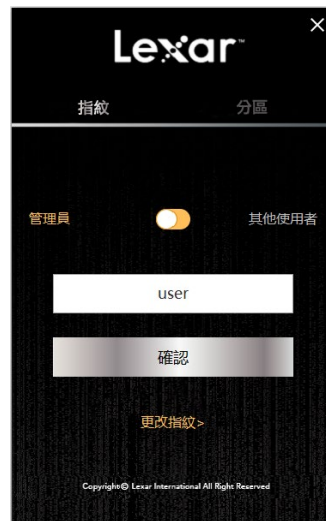 Lexar™
×
指紋 分區
管理員 其他使用者
user
確認
更改指紋>
Copyright© Lexar International All Right Reserved